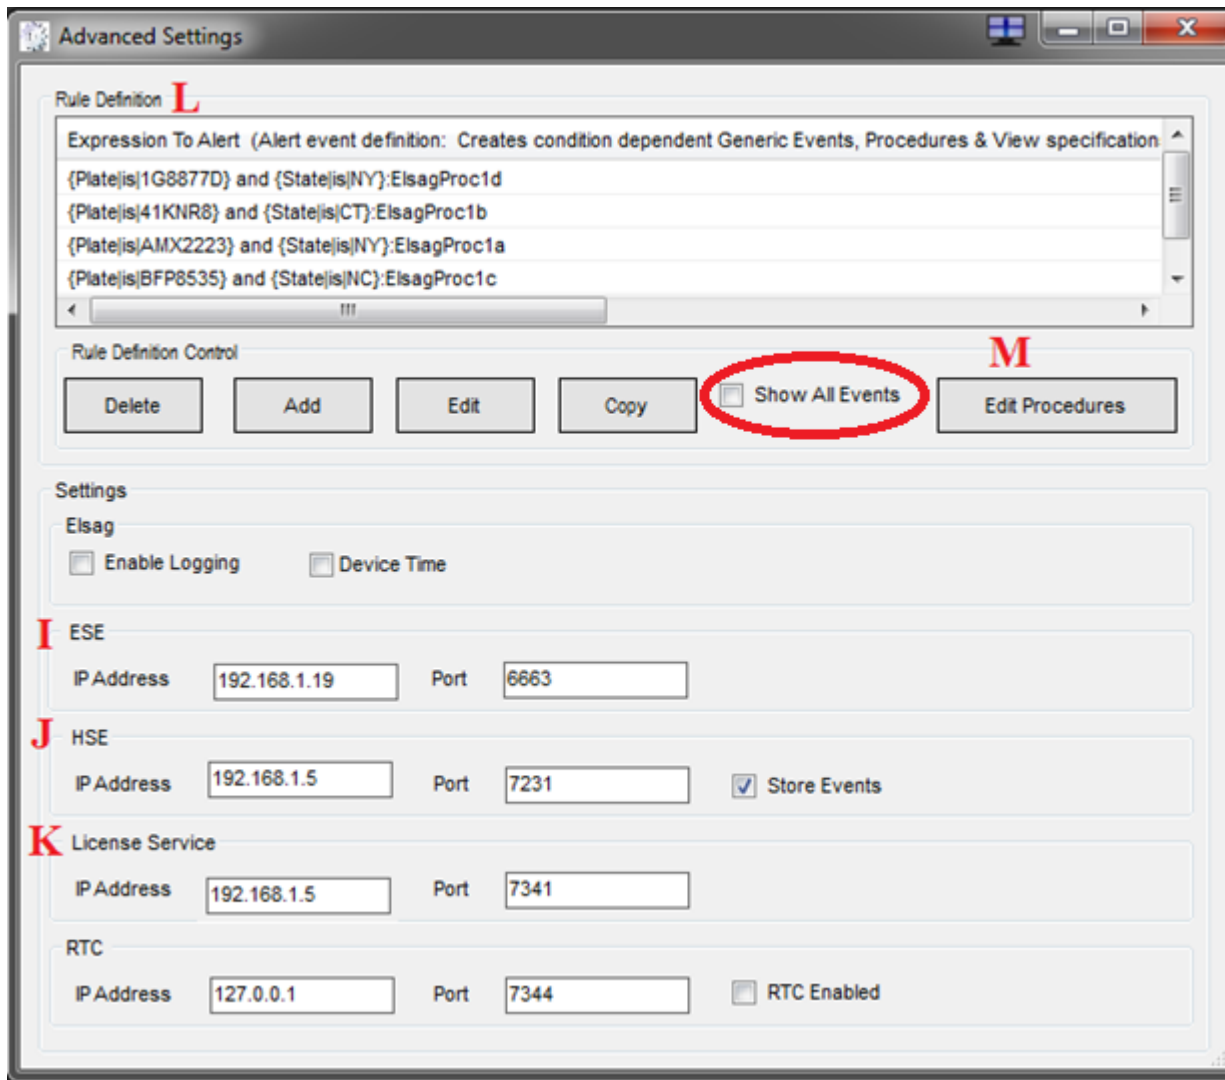 Advanced Settings
Rule Definition L
Expression To Alert (Alert event definition: Creates condition dependent Generic Events, Procedures & View specification
{Plate|is|1G8877D} and {State|is|NY}:ElsagProc1d
{Plate|is|41KNR8} and {State|is|CT}:ElsagProc1b
{Plate|is|AMX2223} and {State|is|NY}:ElsagProc1a
{Plate|is|BFP8535} and {State|is|NC}:ElsagProc1c
Rule Definition Control M
Delete Add Edit Copy Show All Events Edit Procedures
Settings
Elsag
Enable Logging Device Time
I ESE
IP Address 192.168.1.19 Port 6663
J HSE
IP Address 192.168.1.5 Port 7231 Store Events
K License Service
IP Address 192.168.1.5 Port 7341
RTC
IP Address 127.0.0.1 Port 7344 RTC Enabled